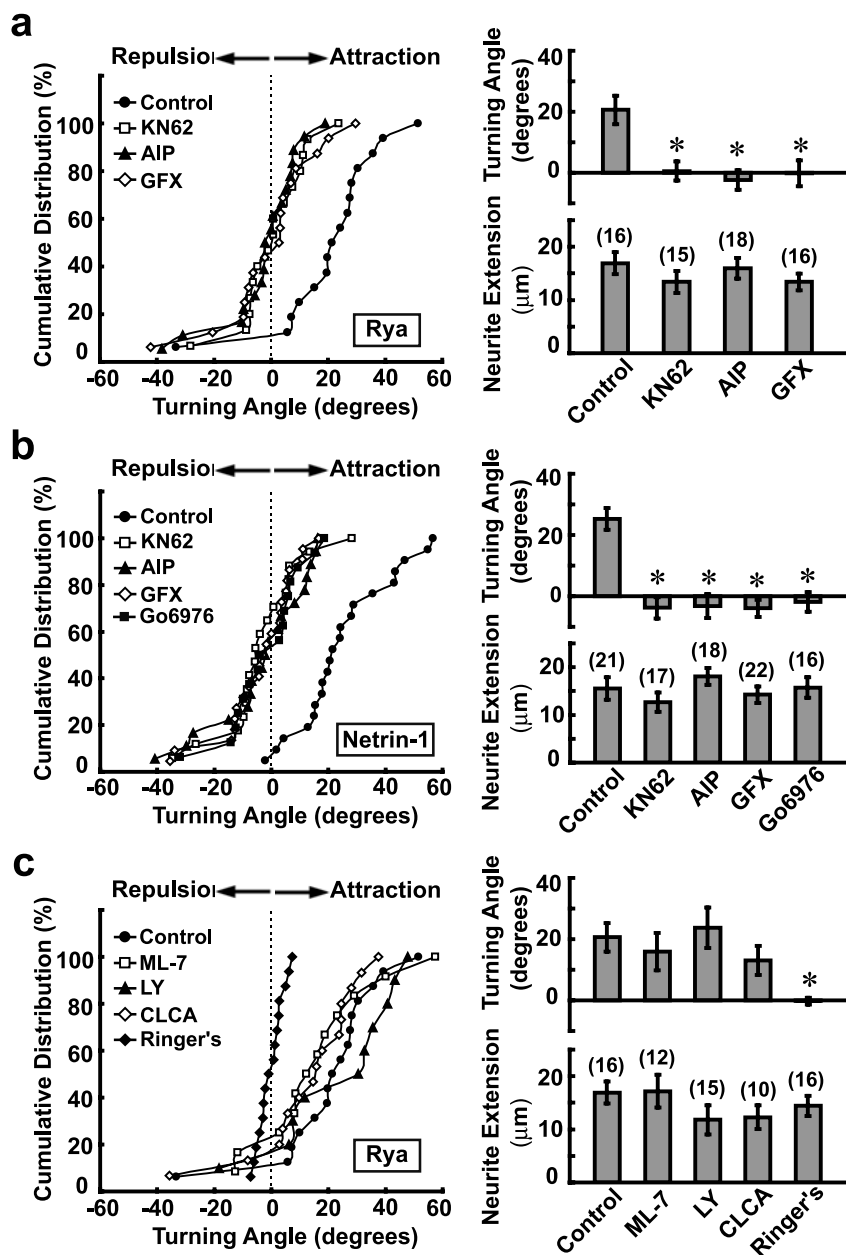 a
Repulsion
Attraction
Cumulative Distribution (%)
100
80
60
40
20
0
Control
KN62
AIP
GFX
Rya
-60 -40 -20 0 20 40 60
Turning Angle (degrees)
Turning Angle
(degrees)
40
20
0
* * *
Neurite Extension
(µm)
20
10
0
(16) (15) (18) (16)
Control KN62 AIP GFX
b
Repulsion
Attraction
Cumulative Distribution (%)
100
80
60
40
20
0
Control
KN62
AIP
GFX
Go6976
Netrin-1
-60 -40 -20 0 20 40 60
Turning Angle (degrees)
Turning Angle
(degrees)
40
20
0
* * * *
Neurite Extension
(µm)
20
10
0
(21) (17) (18) (22) (16)
Control KN62 AIP GFX Go6976
c
Repulsion
Attraction
Cumulative Distribution (%)
100
80
60
40
20
0
Control
ML-7
LY
CLCA
Ringer's
Rya
-60 -40 -20 0 20 40 60
Turning Angle (degrees)
Turning Angle
(degrees)
40
20
0
*
Neurite Extension
(µm)
20
10
0
(16) (12) (15) (10) (16)
Control ML-7 LY CLCA Ringer's